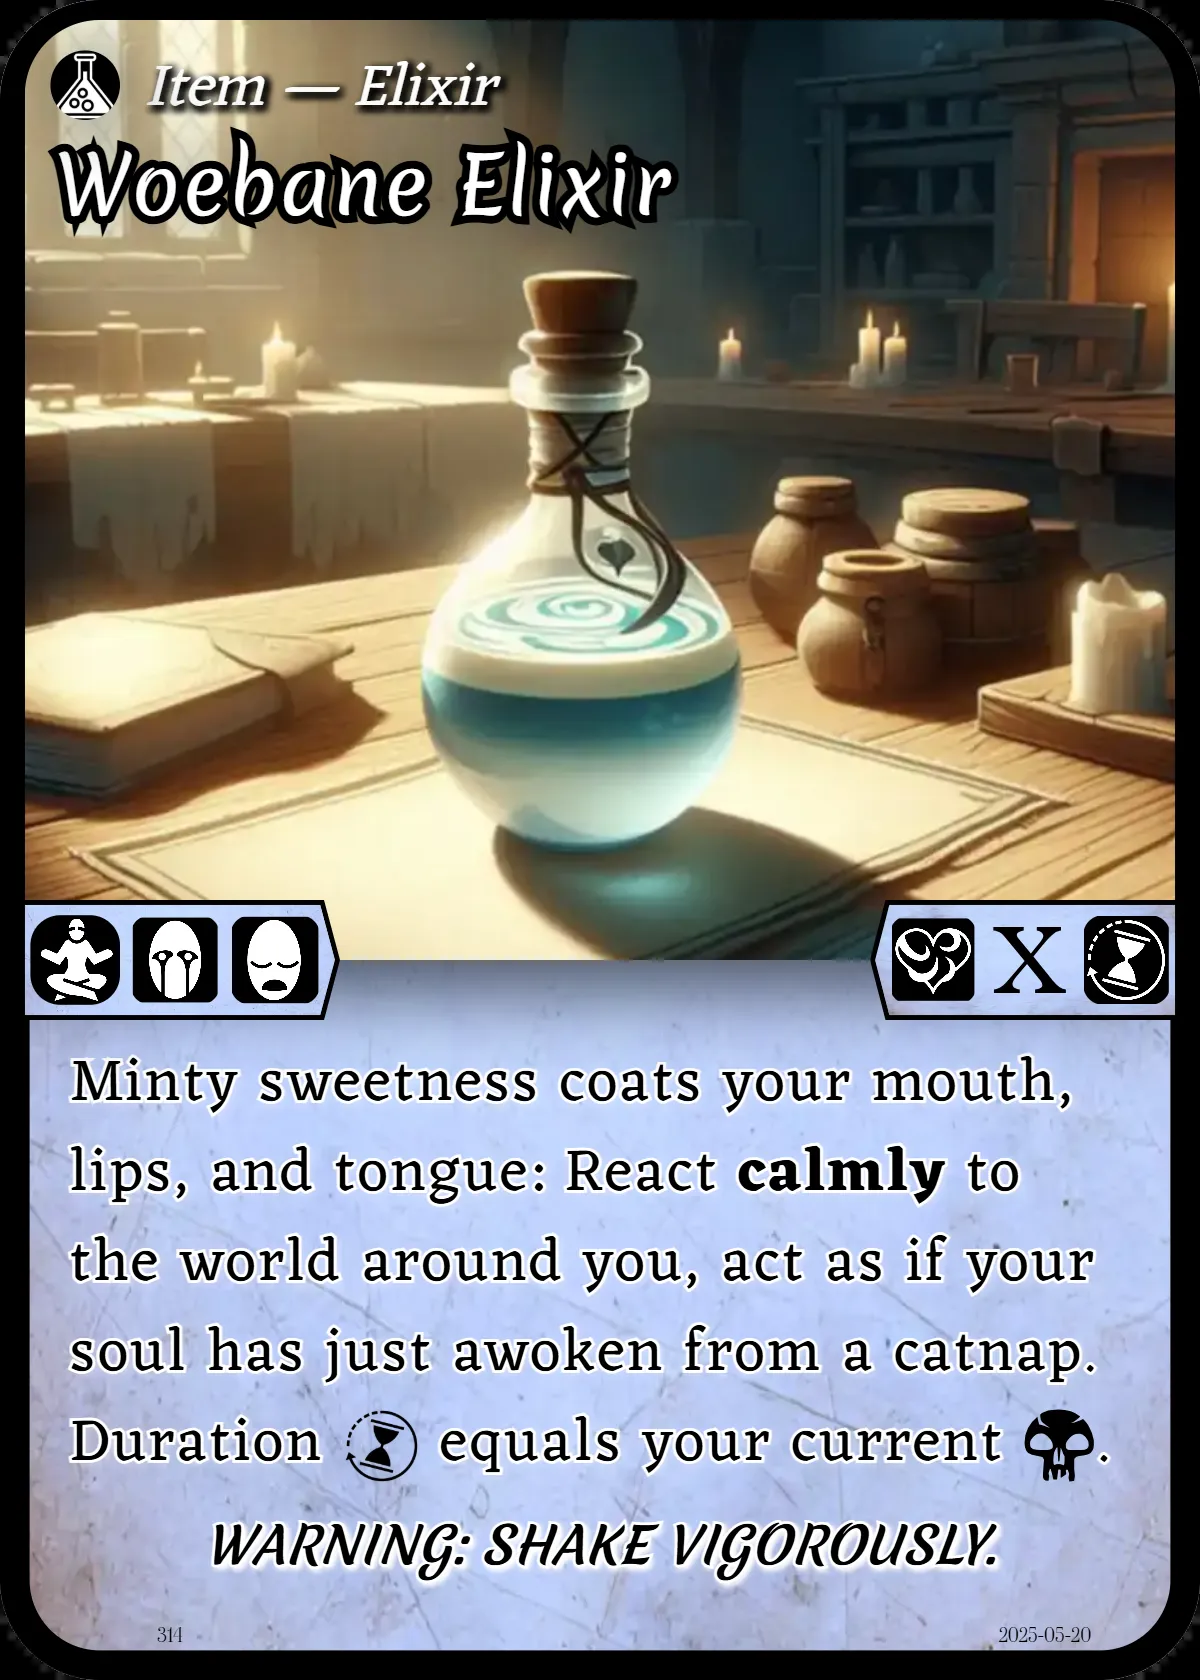 Item — Elixir
Woebane Elixir
X
Minty sweetness coats your mouth,
lips, and tongue: React calmly to
the world around you, act as if your
soul has just awoken from a catnap.
Duration equals your current .
WARNING: SHAKE VIGOROUSLY.
314
2025-05-20